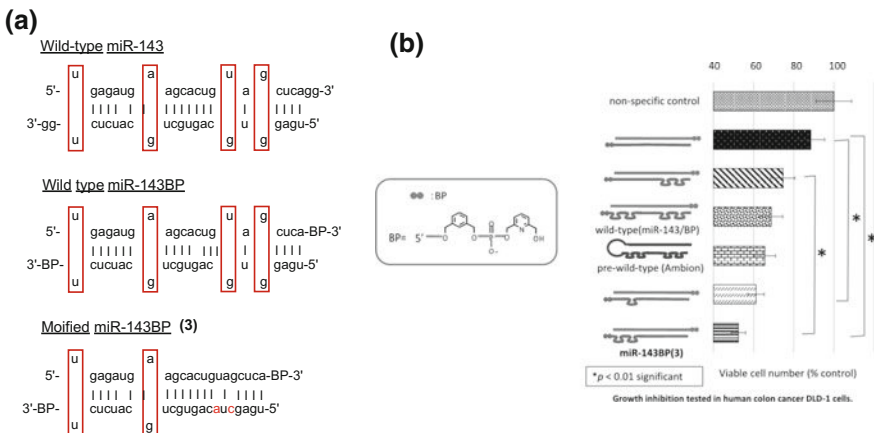 (a)
Wild-type miR-143
u a u g
5'- gagaug agcacug a cucagg-3'
3'-gg- cucuac ucgugac u gagu-5'
u g g g
Wild type miR-143BP
u a u g
5'- gagaug agcacug a cuca-BP-3'
3'-BP- cucuac ucgugac u gagu-5'
u g g g
Moified miR-143BP (3)
u a
5'- gagaug agcacuguagcuca-BP-3'
3'-BP- cucuac ucgugacaucgagu-5'
u g
(b)
40 60 80 100
non-specific control
: BP
BP= 5' O O P O O O- N OH
wild-type(miR-143/BP)
pre-wild-type (Ambion)
miR-143BP(3)
* * *
*p < 0.01 significant
Viable cell number (% control)
Growth inhibition tested in human colon cancer DLD-1 cells.